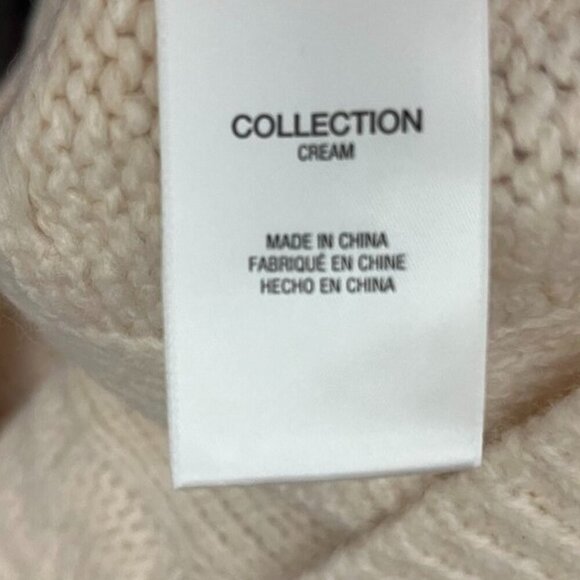 COLLECTION
CREAM
MADE IN CHINA
FABRIQUÉ EN CHINE
HECHO EN CHINA